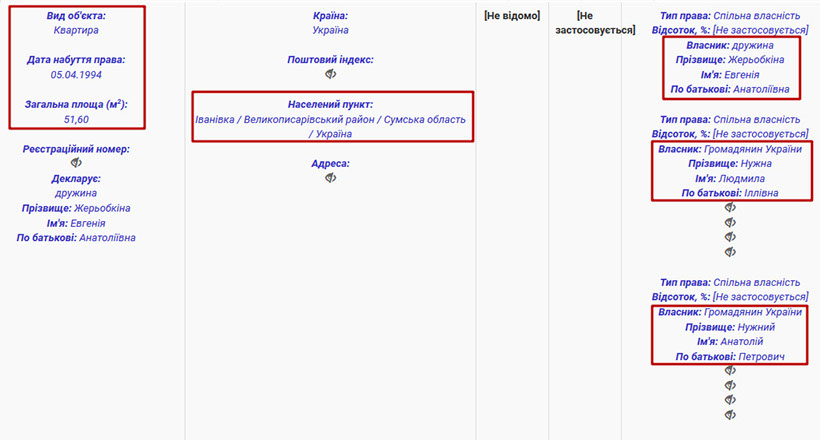 Вид об'єкта:
Квартира
Дата набуття права:
05.04.1994
Загальна площа (м²):
51,60
Реєстраційний номер:
Декларує:
дружина
Прізвище: Жерьобкіна
Ім'я: Евгенія
По батькові: Анатоліївна
Країна:
Україна
Поштовий індекс:
Населений пункт:
Іванівка / Великописарівський район / Сумська область
/ Україна
Адреса:
[Не відомо]
[Не
застосовується]
Тип права: Спільна власність
Відсоток, %: [Не застосовується]
Власник: дружина
Прізвище: Жерьобкіна
Ім'я: Евгенія
По батькові: Анатоліївна
Тип права: Спільна власність
Відсоток, %: [Не застосовується]
Власник: Громадянин України
Прізвище: Нужна
Ім'я: Людмила
По батькові: Іллівна
Тип права: Спільна власність
Відсоток, %: [Не застосовується]
Власник: Громадянин України
Прізвище: Нужний
Ім'я: Анатолій
По батькові: Петрович